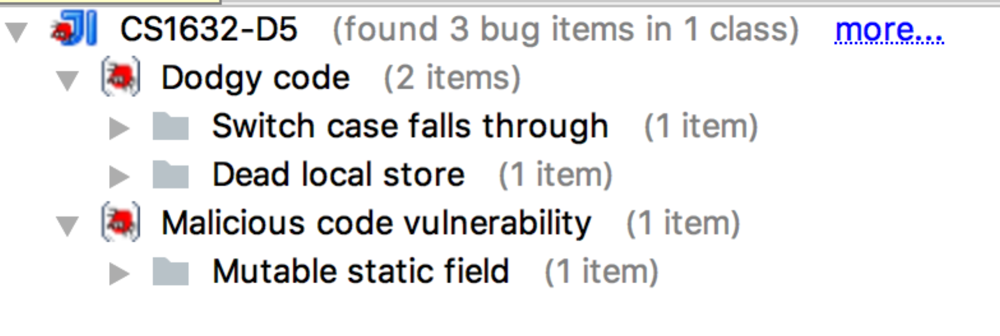 CS1632-D5 (found 3 bug items in 1 class) more...
Dodgy code (2 items)
Switch case falls through (1 item)
Dead local store (1 item)
Malicious code vulnerability (1 item)
Mutable static field (1 item)